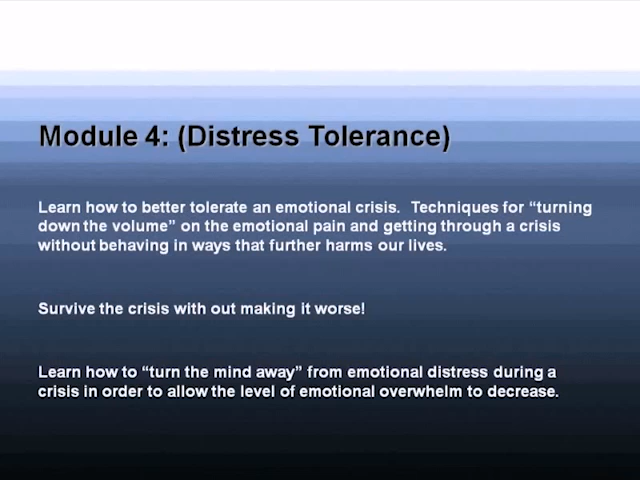 Module 4: (Distress Tolerance)
Learn how to better tolerate an emotional crisis.  Techniques for “turning
down the volume” on the emotional pain and getting through a crisis
without behaving in ways that further harms our lives.
Survive the crisis with out making it worse!
Learn how to “turn the mind away” from emotional distress during a
crisis in order to allow the level of emotional overwhelm to decrease.